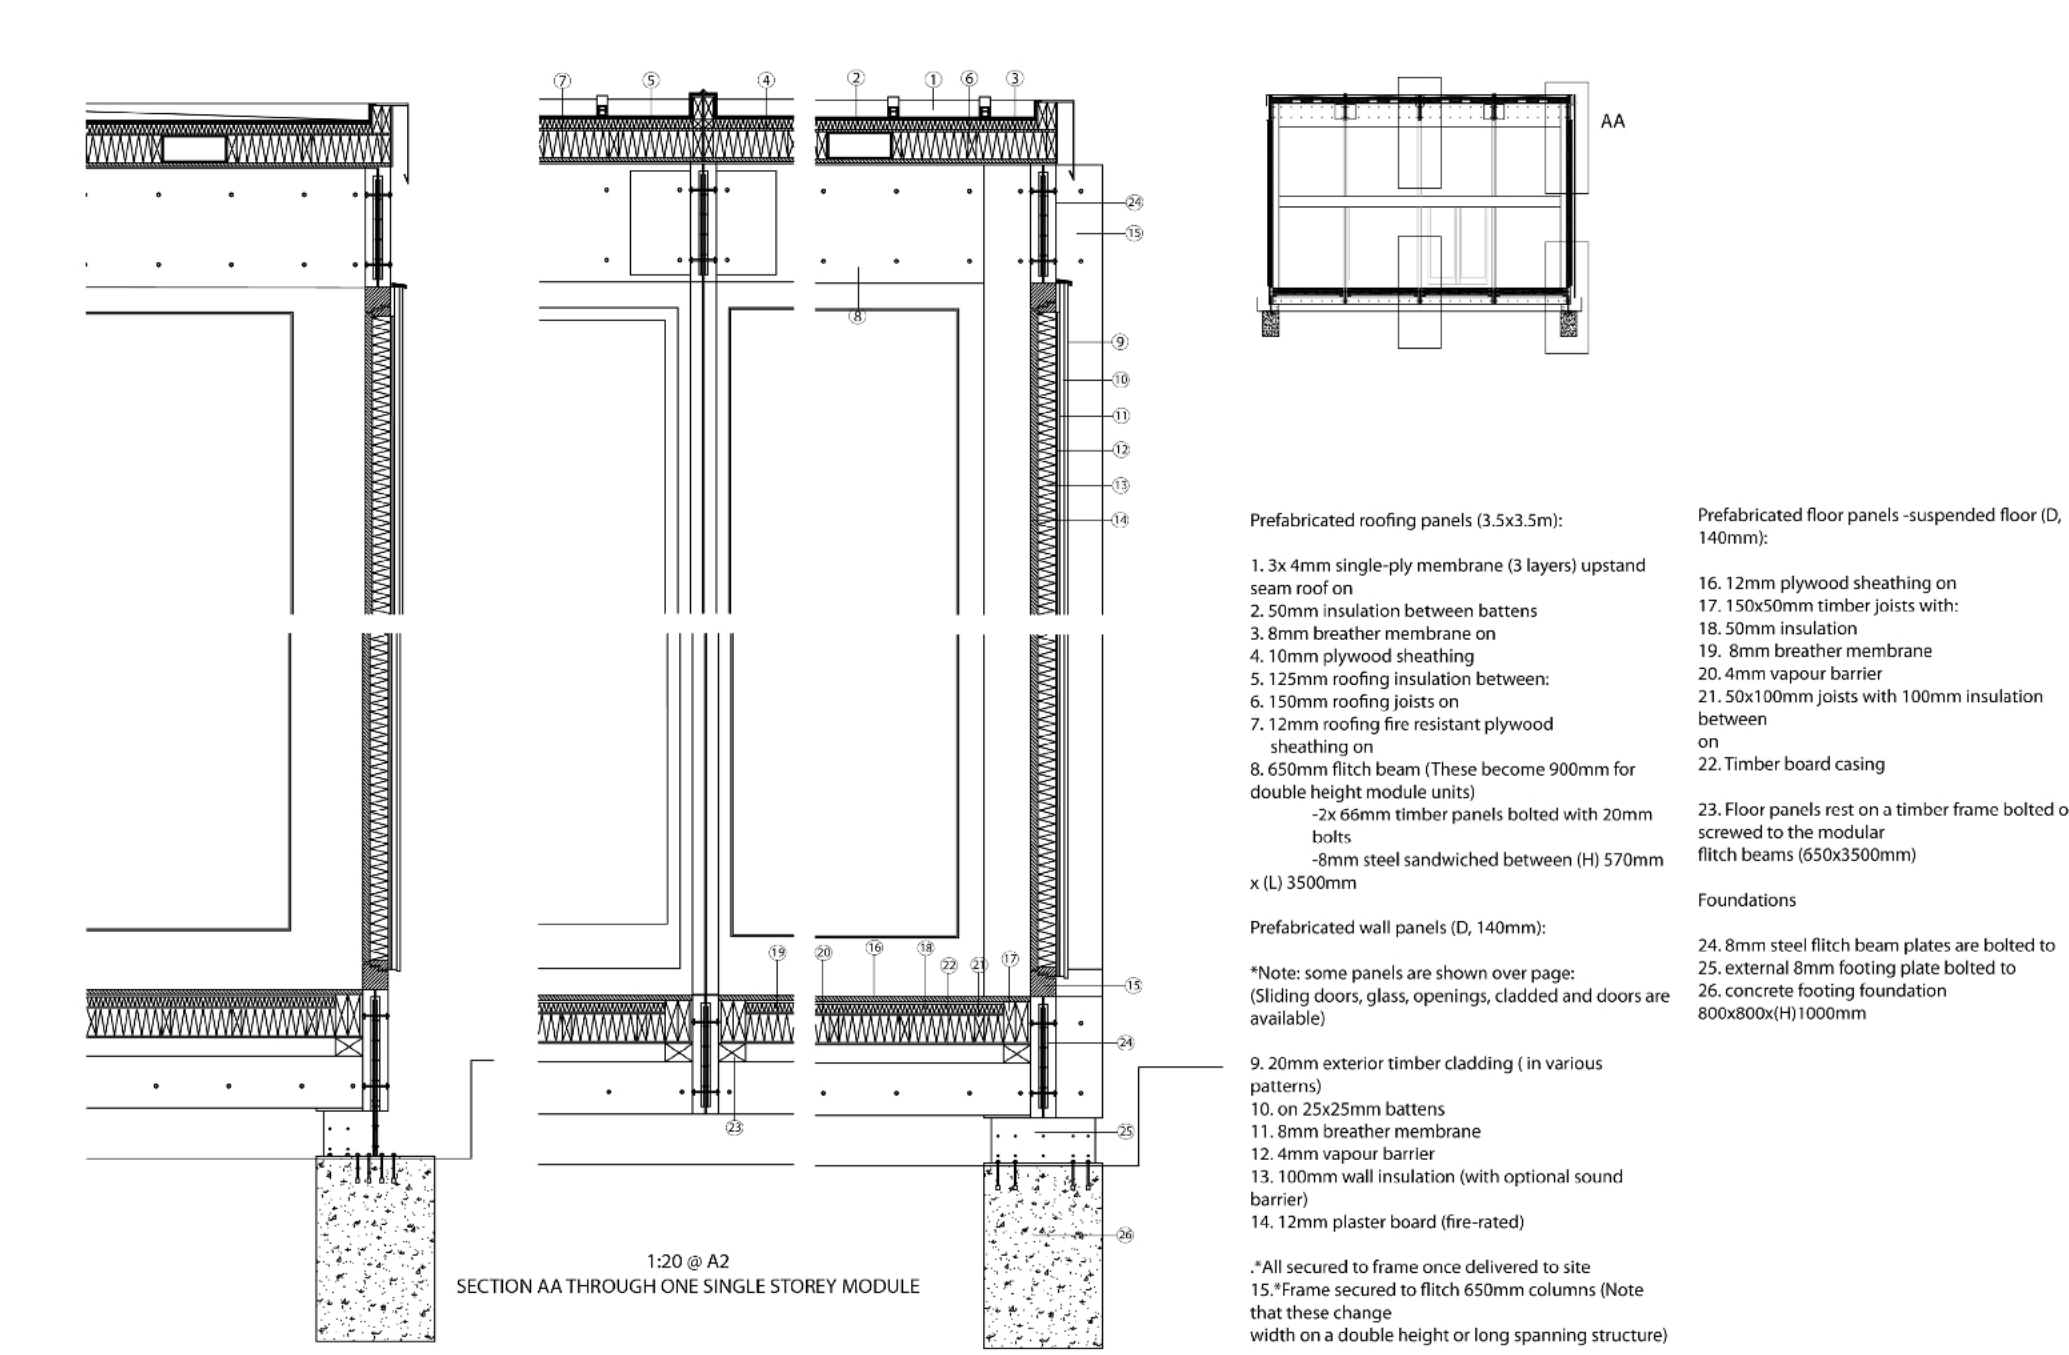 7
5
4
2
1
6
3
AA
24
15
8
9
10
11
12
13
14
19
20
16
18
22
21
17
15
24
23
25
26
1:20 @ A2
SECTION AA THROUGH ONE SINGLE STOREY MODULE
Prefabricated roofing panels (3.5x3.5m):
1. 3x 4mm single-ply membrane (3 layers) upstand
seam roof on
2. 50mm insulation between battens
3. 8mm breather membrane on
4. 10mm plywood sheathing
5. 125mm roofing insulation between:
6. 150mm roofing joists on
7. 12mm roofing fire resistant plywood
sheathing on
8. 650mm flitch beam (These become 900mm for
double height module units)
-2x 66mm timber panels bolted with 20mm
bolts
-8mm steel sandwiched between (H) 570mm
x (L) 3500mm
Prefabricated wall panels (D, 140mm):
*Note: some panels are shown over page:
(Sliding doors, glass, openings, cladded and doors are
available)
9. 20mm exterior timber cladding ( in various
patterns)
10. on 25x25mm battens
11. 8mm breather membrane
12. 4mm vapour barrier
13. 100mm wall insulation (with optional sound
barrier)
14. 12mm plaster board (fire-rated)
.*All secured to frame once delivered to site
15.*Frame secured to flitch 650mm columns (Note
that these change
width on a double height or long spanning structure)
Prefabricated floor panels -suspended floor (D,
140mm):
16. 12mm plywood sheathing on
17. 150x50mm timber joists with:
18. 50mm insulation
19. 8mm breather membrane
20. 4mm vapour barrier
21. 50x100mm joists with 100mm insulation
between
on
22. Timber board casing
23. Floor panels rest on a timber frame bolted o
screwed to the modular
flitch beams (650x3500mm)
Foundations
24. 8mm steel flitch beam plates are bolted to
25. external 8mm footing plate bolted to
26. concrete footing foundation
800x800x(H)1000mm